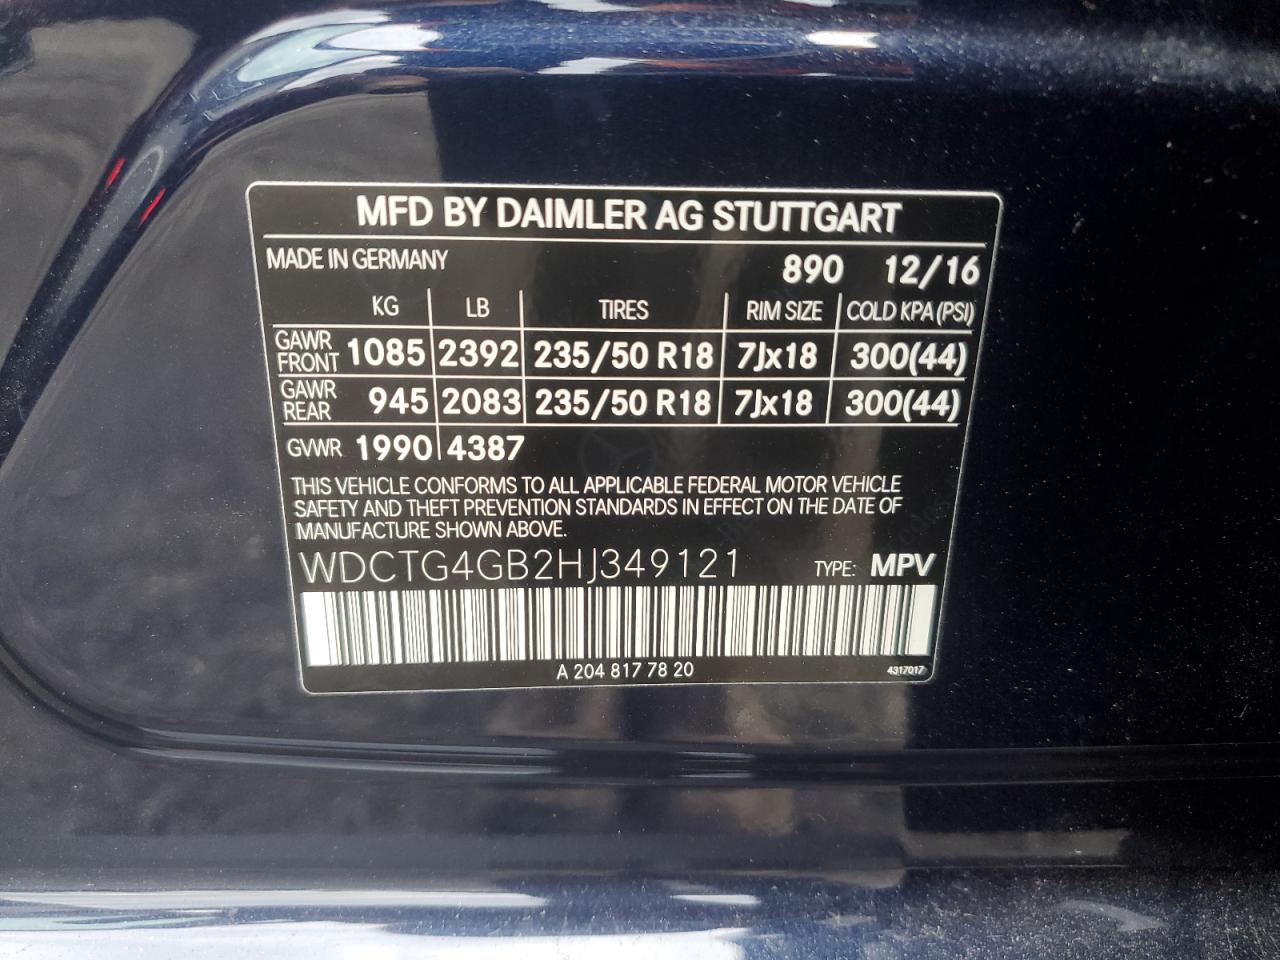 MFD BY DAIMLER AG STUTTGART
MADE IN GERMANY 890 12/16
KG LB TIRES RIM SIZE COLD KPA (PSI)
GAWR FRONT 1085 2392 235/50 R18 7Jx18 300(44)
GAWR REAR 945 2083 235/50 R18 7Jx18 300(44)
GVWR 1990 4387
THIS VEHICLE CONFORMS TO ALL APPLICABLE FEDERAL MOTOR VEHICLE
SAFETY AND THEFT PREVENTION STANDARDS IN EFFECT ON THE DATE OF
MANUFACTURE SHOWN ABOVE.
WDCTG4GB2HJ349121 TYPE: MPV
A 204 817 78 20 4317017